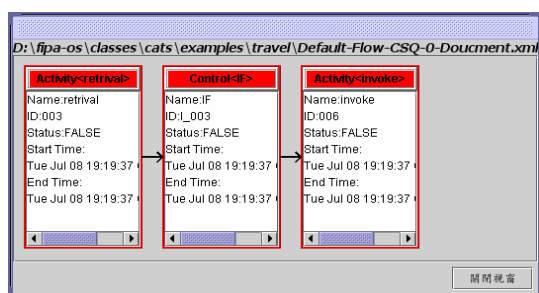 D:\fipa-os\classes\cats\examples\travel\Default-Flow-CSQ-0-Doucment.xml
Activity<retrival>
Name:retrival
ID:003
Status:FALSE
Start Time:
Tue Jul 08 19:19:37
End Time:
Tue Jul 08 19:19:37
Control<IF>
Name:IF
ID:I_003
Status:FALSE
Start Time:
Tue Jul 08 19:19:37
End Time:
Tue Jul 08 19:19:37
Activity<invoke>
Name:invoke
ID:006
Status:FALSE
Start Time:
Tue Jul 08 19:19:37
End Time:
Tue Jul 08 19:19:37
關閉視窗